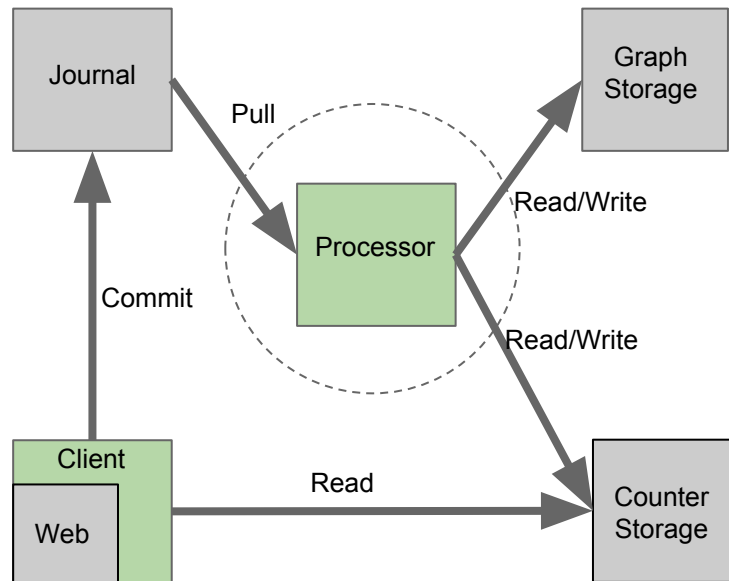 Journal
Graph
Storage
Pull
Read/Write
Processor
Commit
Read/Write
Client
Read
Counter
Storage
Web